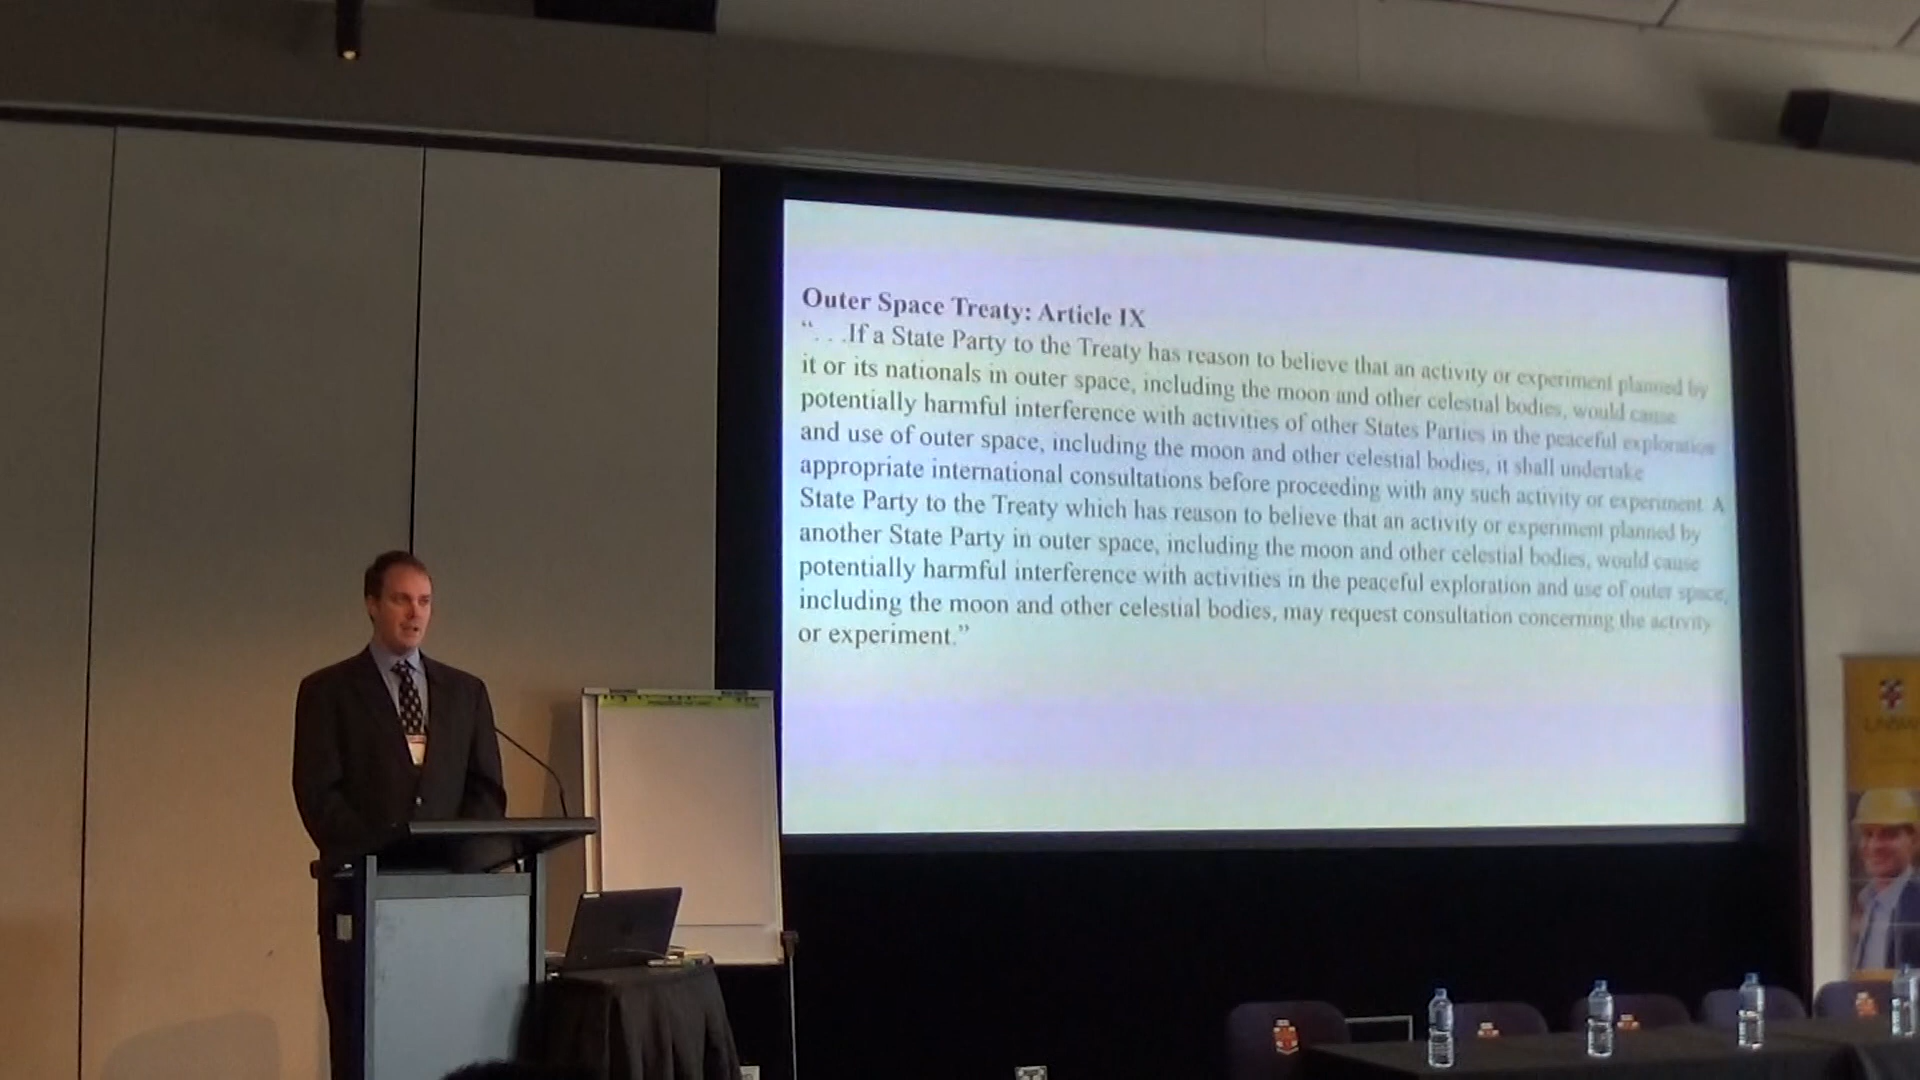 Outer Space Treaty: Article IX
“. . .If a State Party to the Treaty has reason to believe that an activity or experiment planned by
it or its nationals in outer space, including the moon and other celestial bodies, would cause
potentially harmful interference with activities of other States Parties in the peaceful exploration
and use of outer space, including the moon and other celestial bodies, it shall undertake
appropriate international consultations before proceeding with any such activity or experiment. A
State Party to the Treaty which has reason to believe that an activity or experiment planned by
another State Party in outer space, including the moon and other celestial bodies, would cause
potentially harmful interference with activities in the peaceful exploration and use of outer space,
including the moon and other celestial bodies, may request consultation concerning the activity
or experiment.”